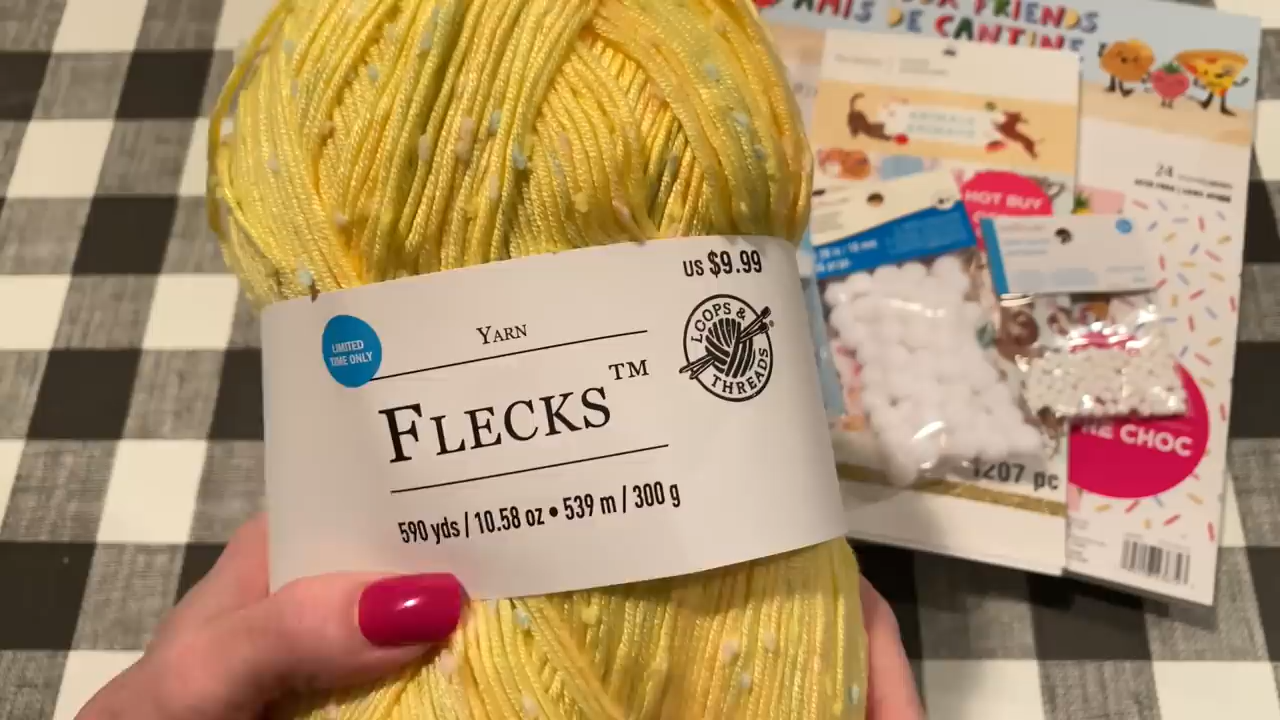 US $9.99
LIMITED
TIME ONLY
YARN
FLECKS™
590 yds / 10.58 oz • 539 m / 300 g
LOOPS &
THREADS
FRIENDS
AMIS DE CANTINE
24
HOT BUY
1207 pc
RE CHOC